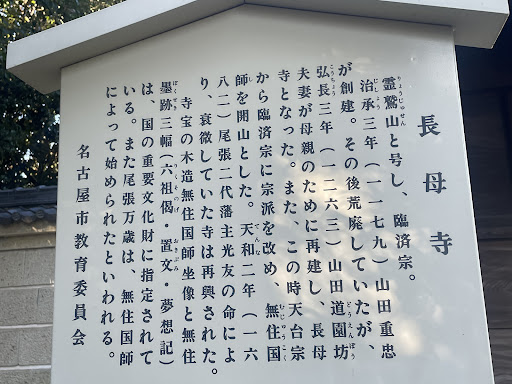 長母寺
霊鷲山と号し、臨済宗。
治承三年(一一七九)山田重忠
が創建。その後荒廃していたが、
弘長三年(一二六三)山田道園坊
夫妻が母親のために再建し、長母
寺となった。また、この時天台宗
から臨済宗に宗派を改め、無住国
師を開山とした。天和二年(一六
八二)尾張二代藩主光友の命によ
り、衰微していた寺は再興された。
寺宝の木造無住国師坐像と無住
墨跡三幅(六祖偈・置文・夢想記)
は、国の重要文化財に指定されて
いる。また尾張万歳は、無住国師
によって始められたといわれる。
名古屋市教育委員会